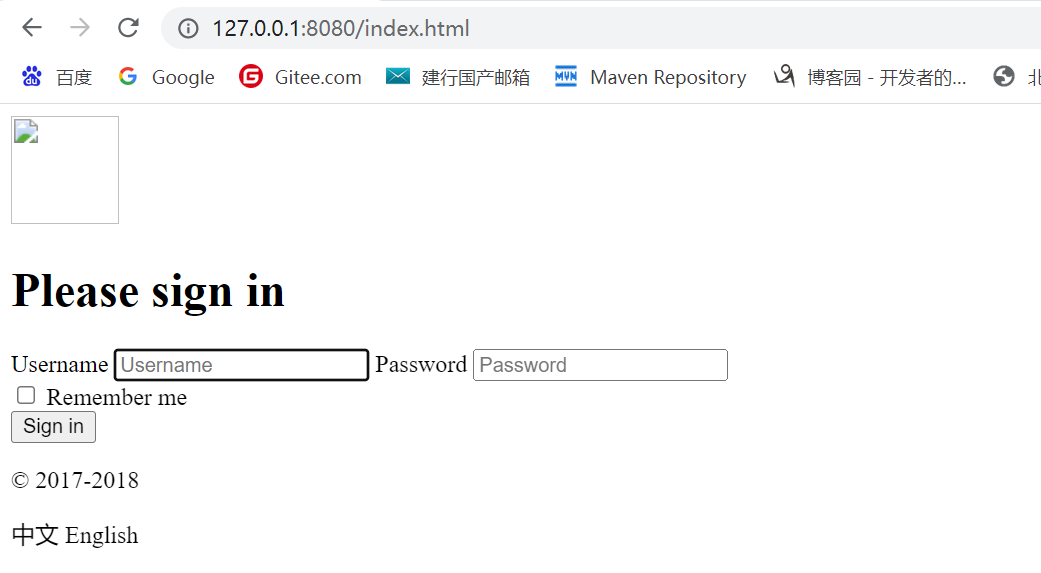 127.0.0.1:8080/index.html
百度 Google Gitee.com 建行国产邮箱 MVN Maven Repository 博客园 - 开发者的...
Please sign in
Username Username Password Password
Remember me
Sign in
© 2017-2018
中文 English